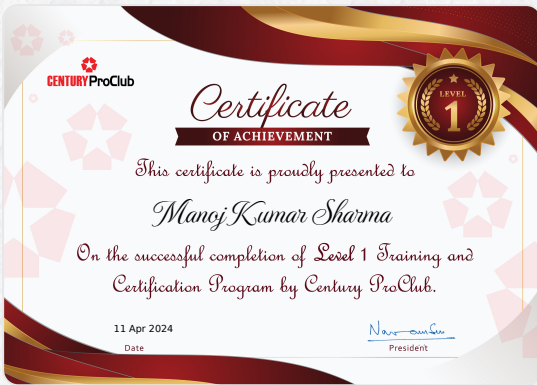 CENTURY ProClub
Certificate
OF ACHIEVEMENT
LEVEL
1
This certificate is proudly presented to
Manoj Kumar Sharma
On the successful completion of Level 1 Training and
Certification Program by Century ProClub.
11 Apr 2024
Date
President